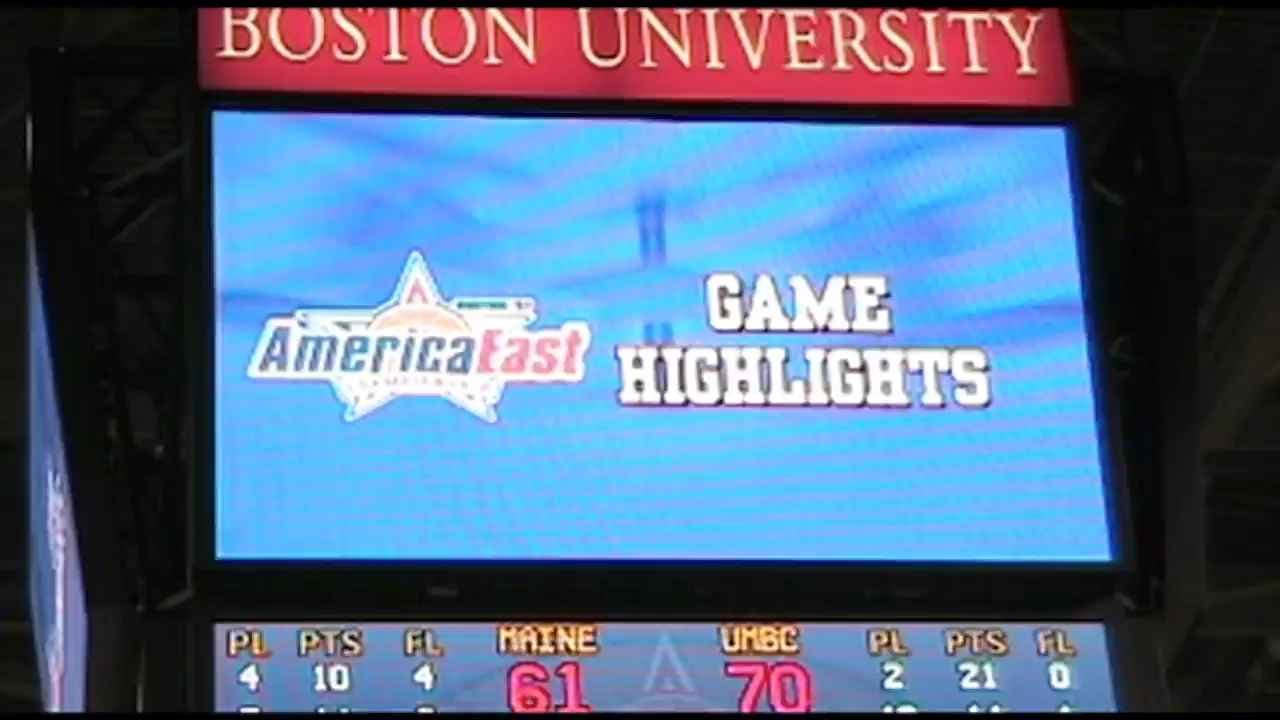 BOSTON UNIVERSITY
AmericaEast
GAME
HIGHLIGHTS
PL PTS FL MAINE UMBC PL PTS FL
4 10 4 61 70 2 21 0